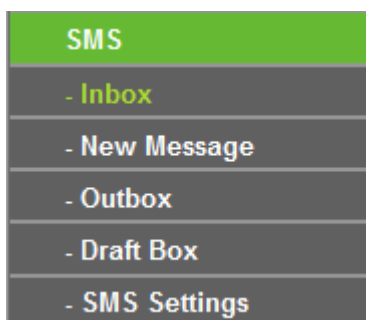 SMS
- Inbox
- New Message
- Outbox
- Draft Box
- SMS Settings